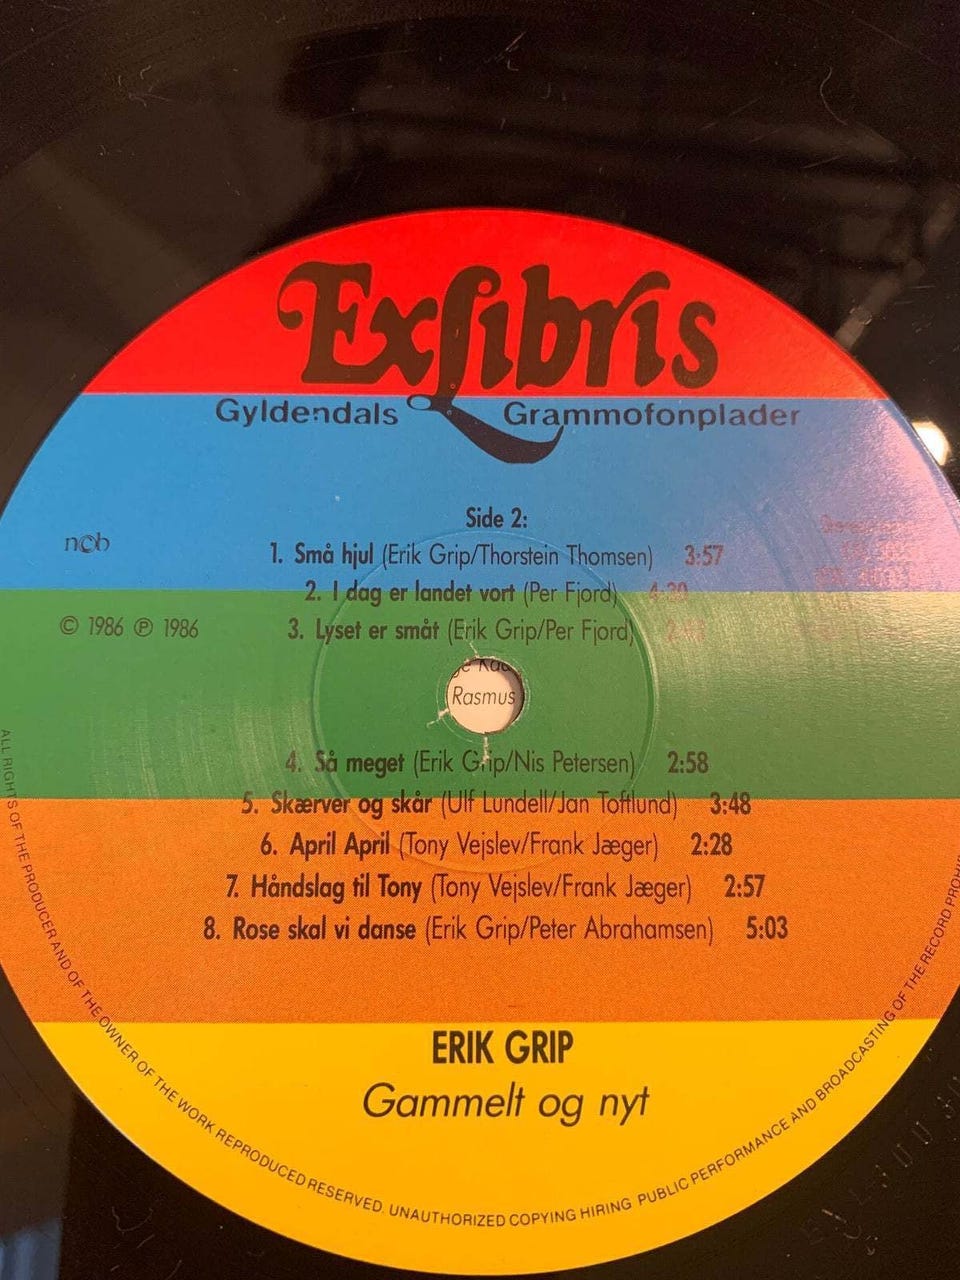 Exlibris
Gyldendals Grammofonplader
Side 2:
ncb
1. Små hjul (Erik Grip/Thorstein Thomsen) 3:57
2. I dag er landet vort (Per Fjord) 4:30
© 1986 ℗ 1986
3. Lyset er småt (Erik Grip/Per Fjord)
Rasmus
4. Så meget (Erik Grip/Nis Petersen) 2:58
5. Skærver og skår (Ulf Lundell/Jan Toftlund) 3:48
6. April April (Tony Vejslev/Frank Jæger) 2:28
7. Håndslag til Tony (Tony Vejslev/Frank Jæger) 2:57
8. Rose skal vi danse (Erik Grip/Peter Abrahamsen) 5:03
ERIK GRIP
Gammelt og nyt
ALL RIGHTS OF THE PRODUCER AND OF THE OWNER OF THE WORK REPRODUCED RESERVED. UNAUTHORIZED COPYING HIRING PUBLIC PERFORMANCE AND BROADCASTING OF THE RECORD PROHI